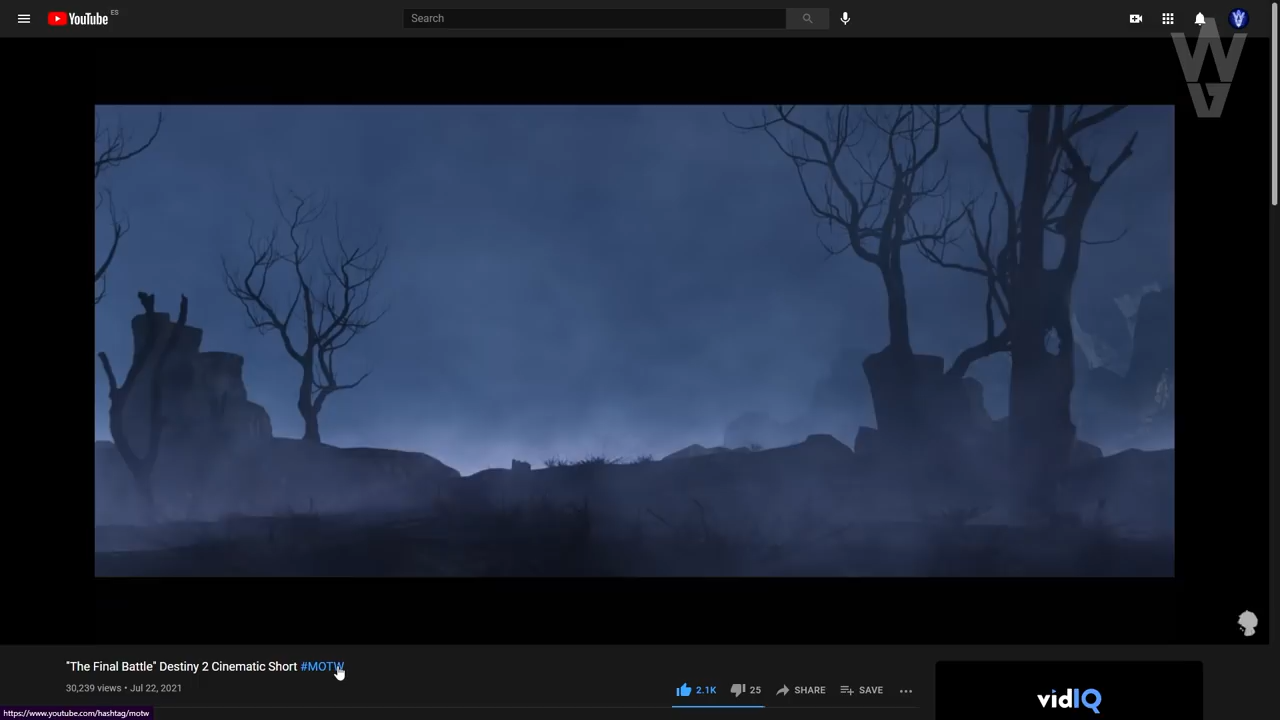 YouTube ES
Search
W
"The Final Battle" Destiny 2 Cinematic Short #MOTW
30,239 views • Jul 22, 2021
2.1K
25
SHARE
SAVE
vidIQ
https://www.youtube.com/hashtag/motw